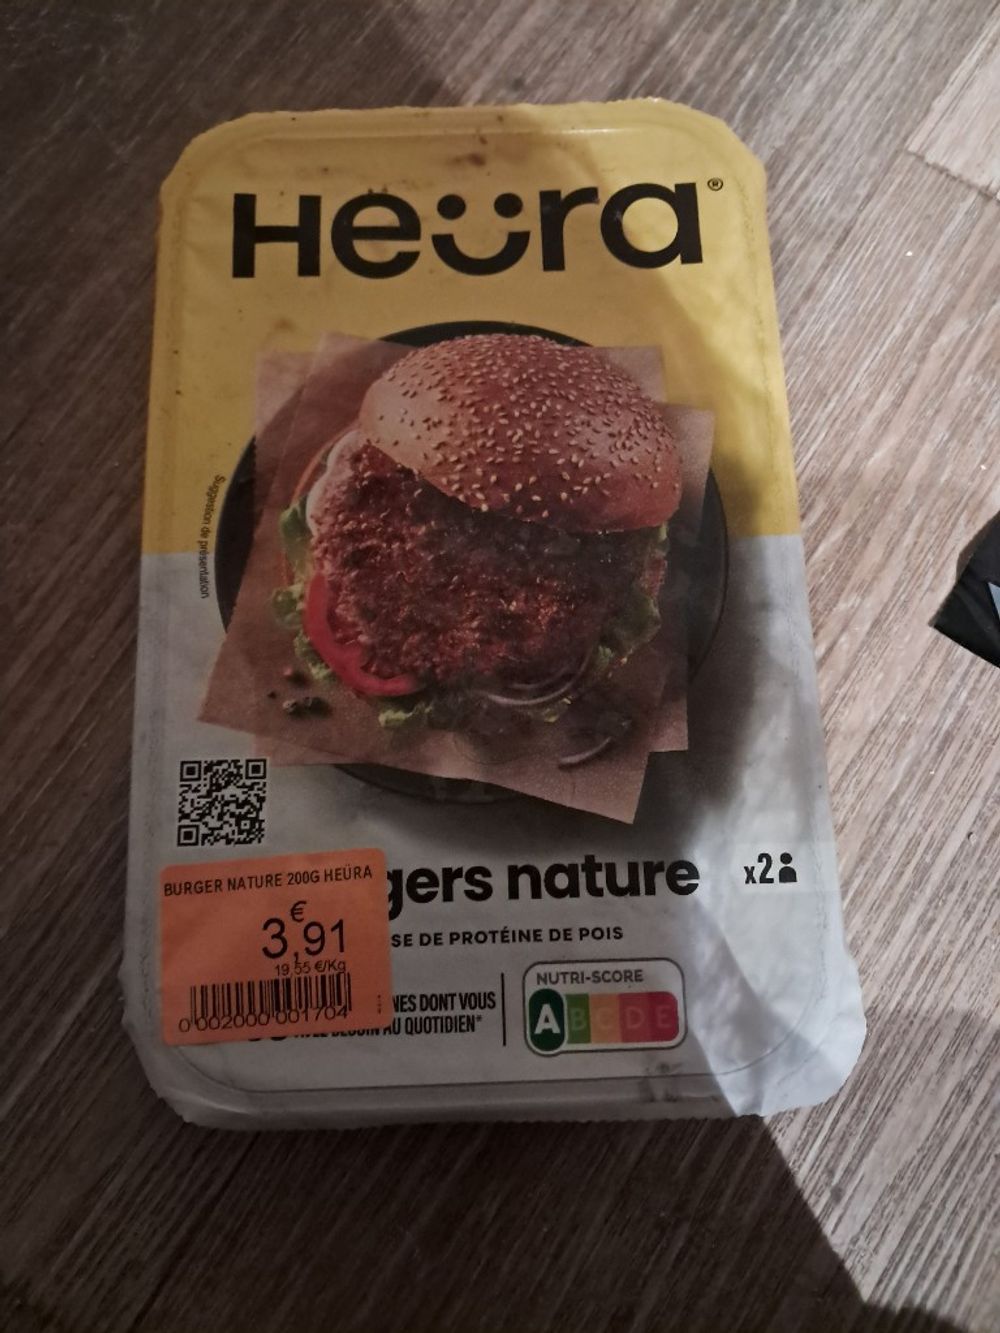 Heüra®
Suggestion de présentation
gers nature
x2
SE DE PROTÉINE DE POIS
BURGER NATURE 200G HEÜRA
€
3,91
19,55 €/Kg
0 002000 001704
NES DONT VOUS
AU QUOTIDIEN*
NUTRI-SCORE
A B C D E